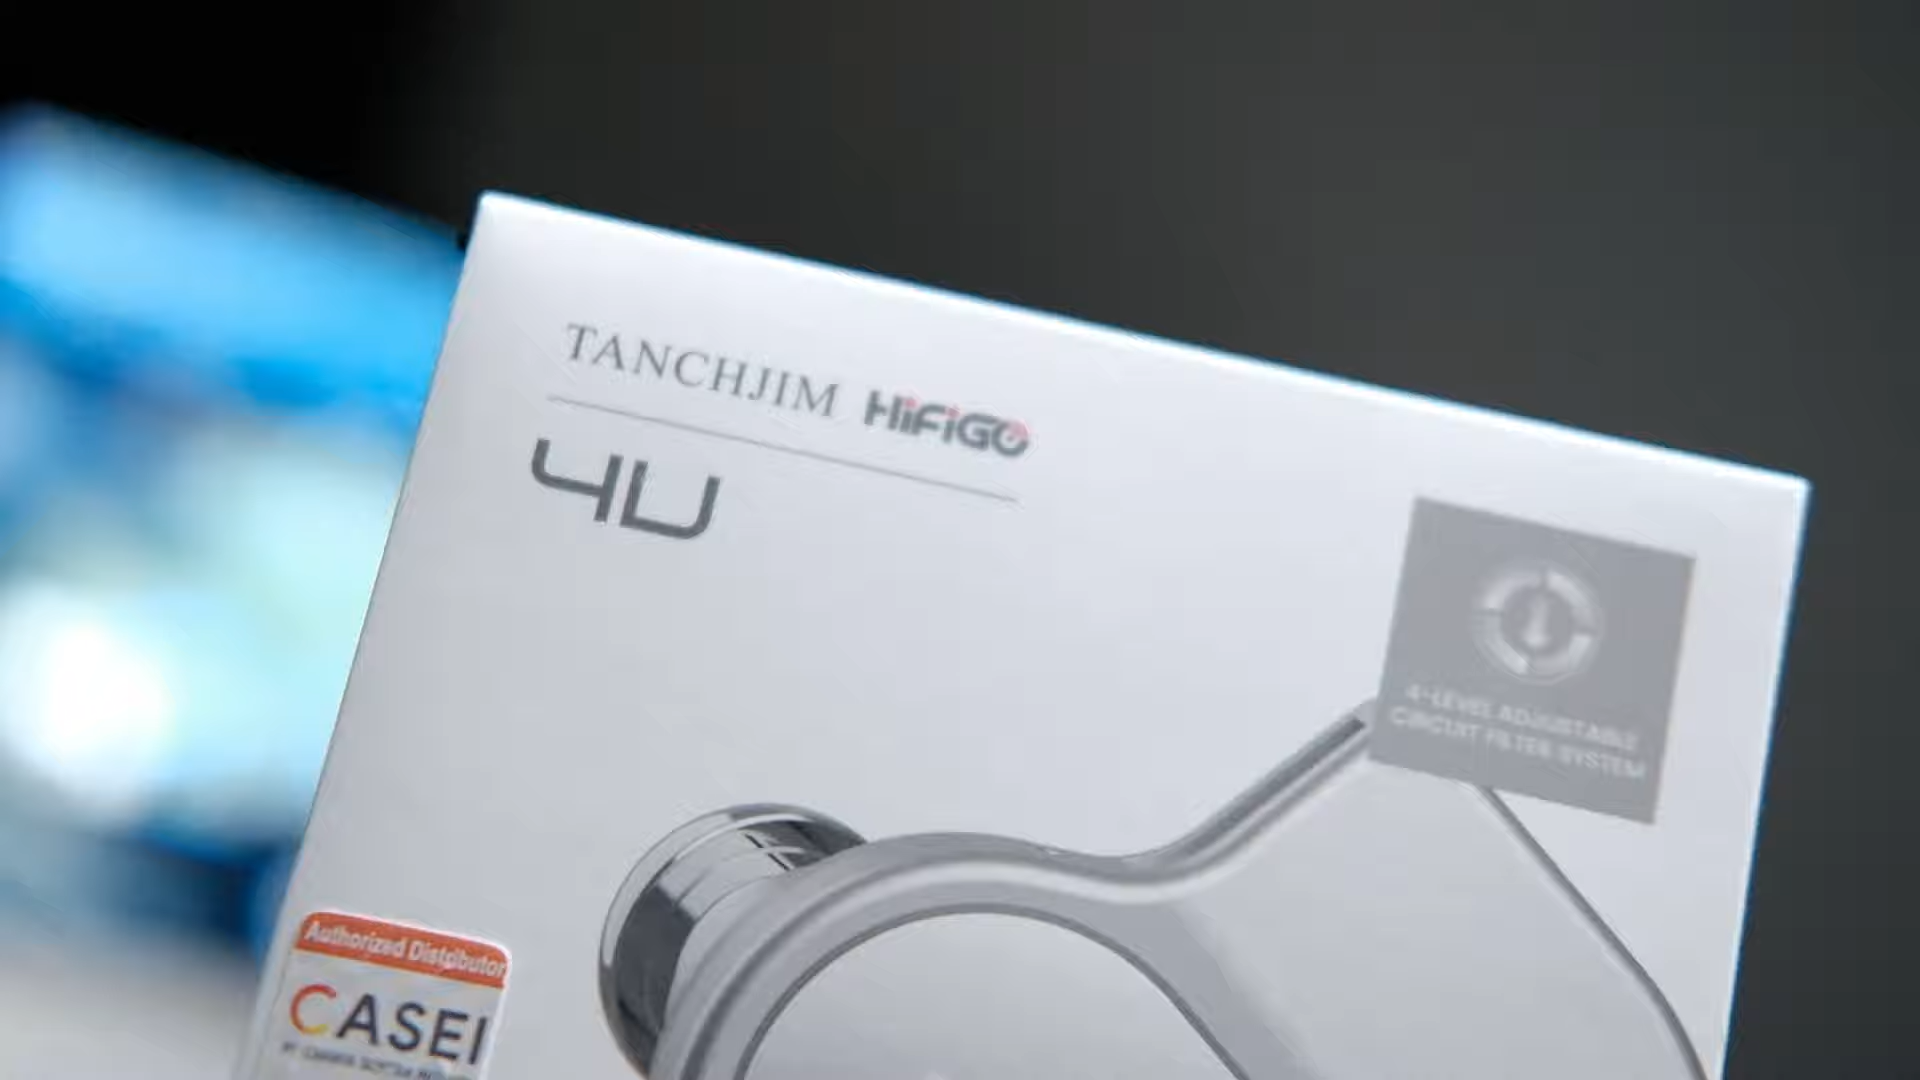 TANCHJIM HiFiGO
4U
4-LEVEL ADJUSTABLE
CIRCUIT FILTER SYSTEM
Authorized Distributor
CASEI